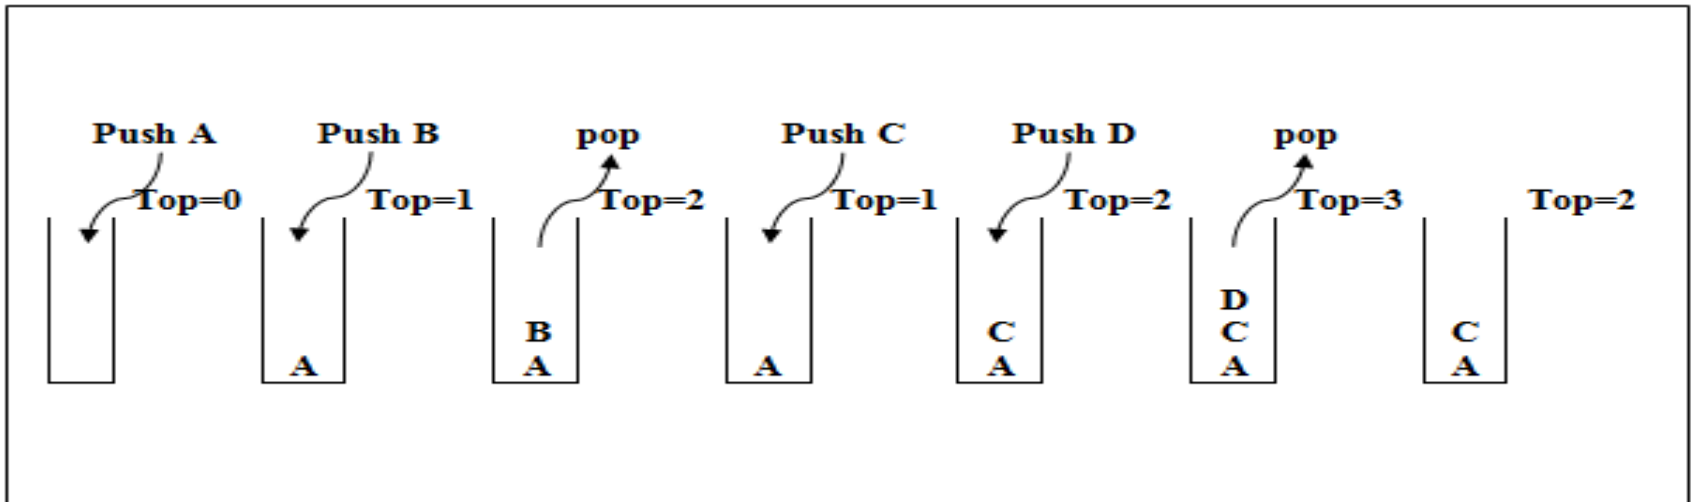 Push A Push B pop Push C Push D pop
Top=0 Top=1 Top=2 Top=1 Top=2 Top=3 Top=2
D
B C C C
A A A A A A